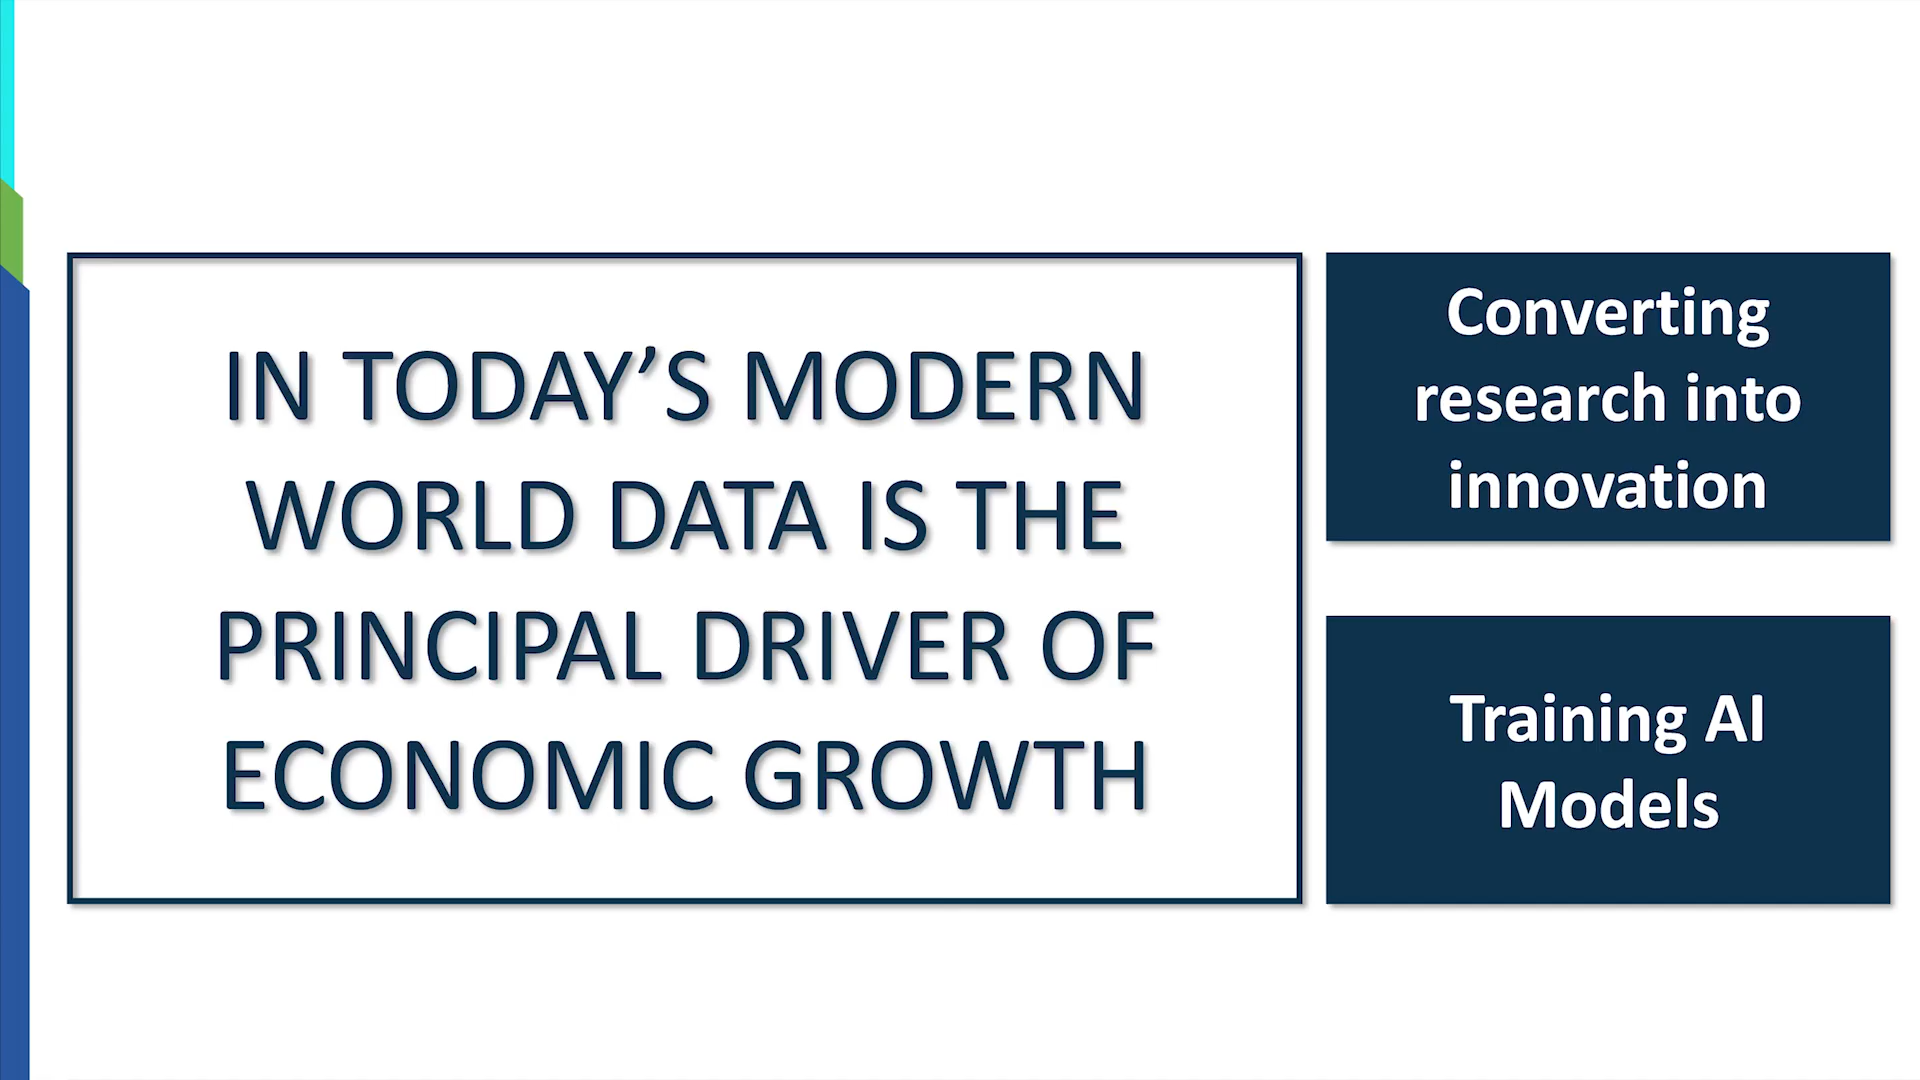 IN TODAY’S MODERN
WORLD DATA IS THE
PRINCIPAL DRIVER OF
ECONOMIC GROWTH
Converting
research into
innovation
Training AI
Models